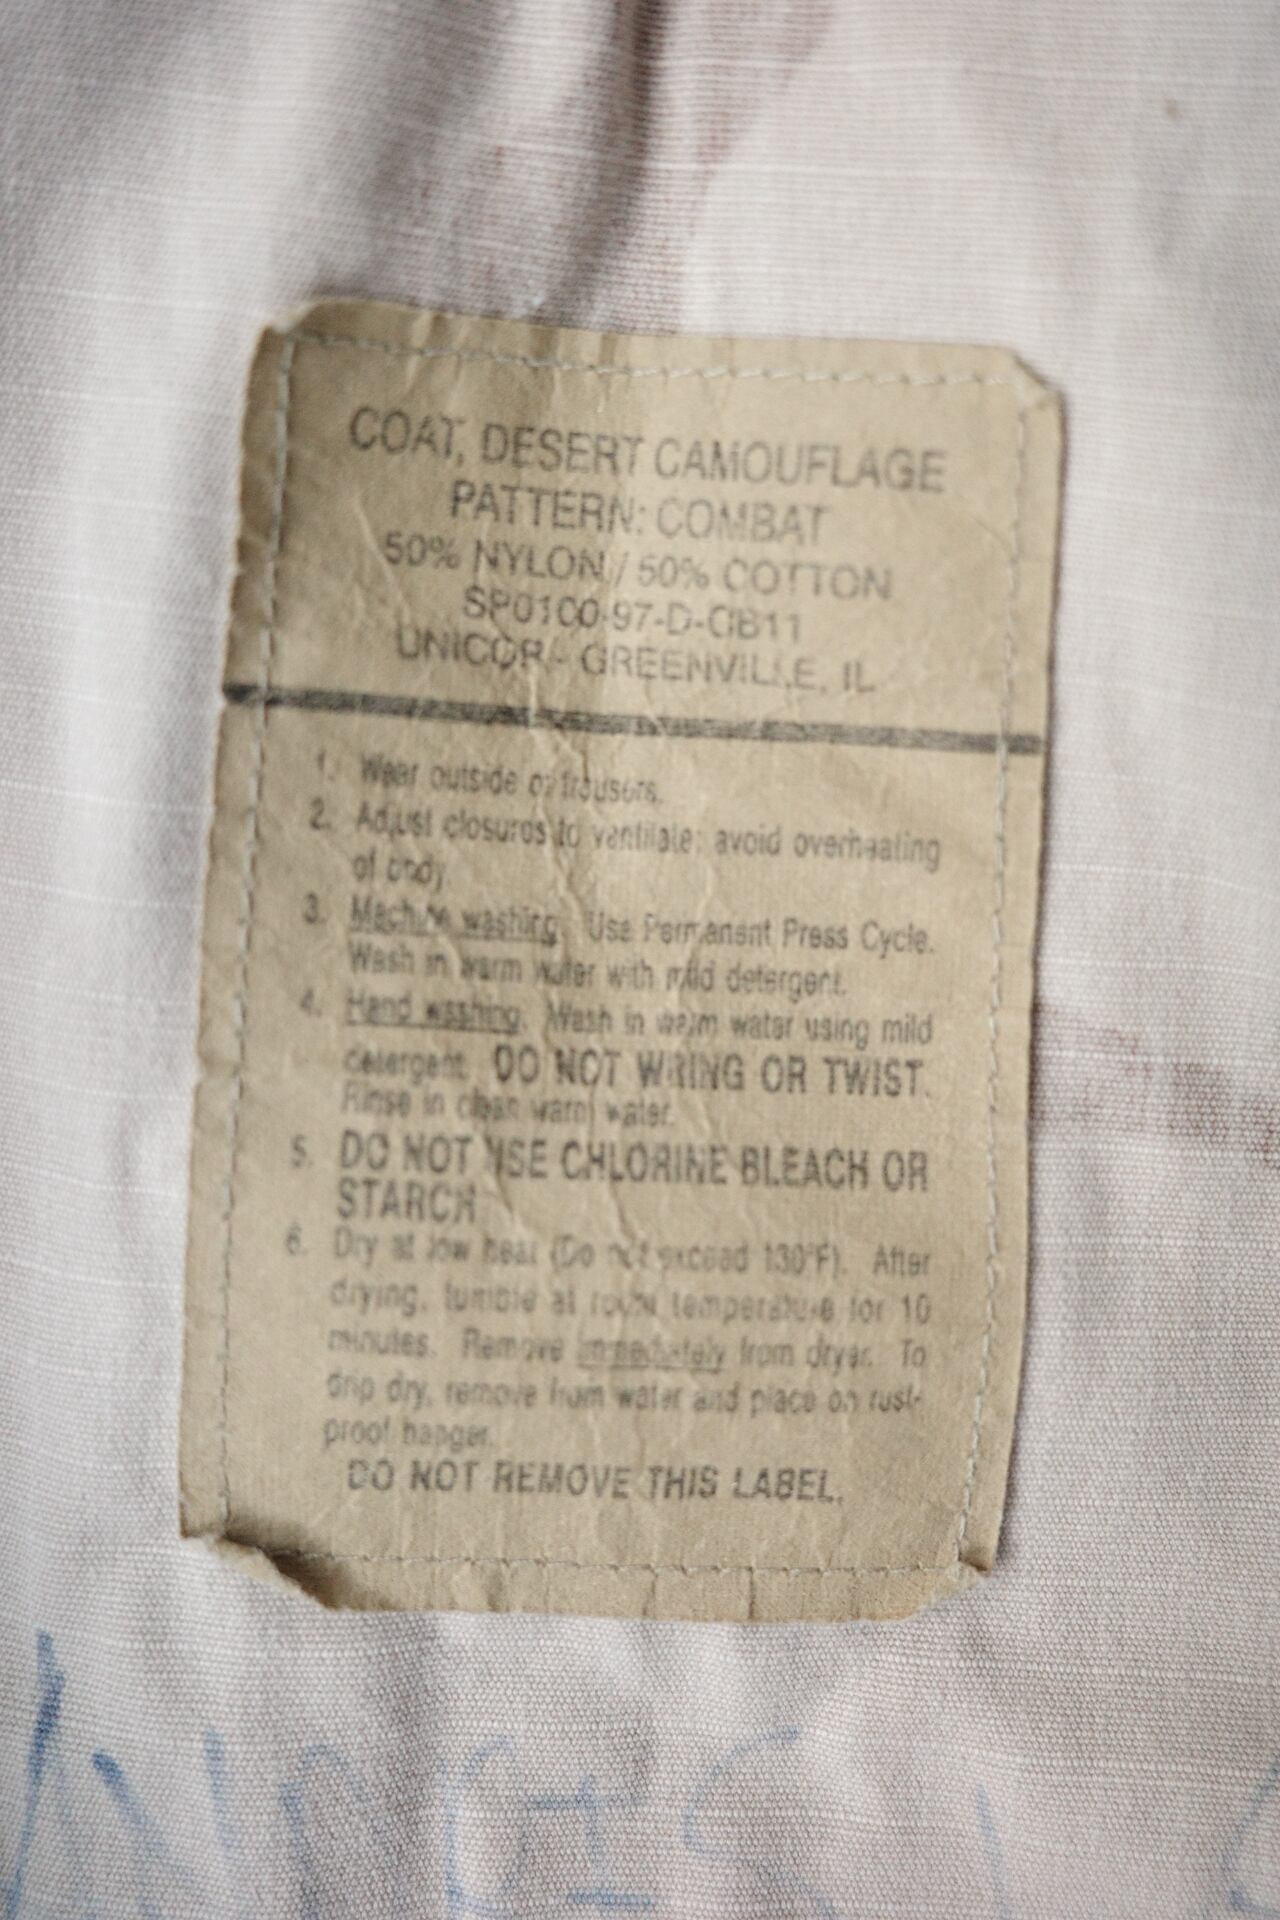 COAT, DESERT CAMOUFLAGE
PATTERN: COMBAT
50% NYLON / 50% COTTON
SP0100-97-D-CB11
UNICOR - GREENVILLE, IL
1. Wear outside of trousers.
2. Adjust closures to ventilate; avoid overheating
of body.
3. Machine washing. Use Permanent Press Cycle.
Wash in warm water with mild detergent.
4. Hand washing. Wash in warm water using mild
detergent. DO NOT WRING OR TWIST.
Rinse in clean warm water.
5. DO NOT USE CHLORINE BLEACH OR
STARCH
6. Dry at low heat (Do not exceed 130°F). After
drying, tumble at room temperature for 10
minutes. Remove immediately from dryer. To
drip dry, remove from water and place on rust-
proof hanger.
DO NOT REMOVE THIS LABEL.